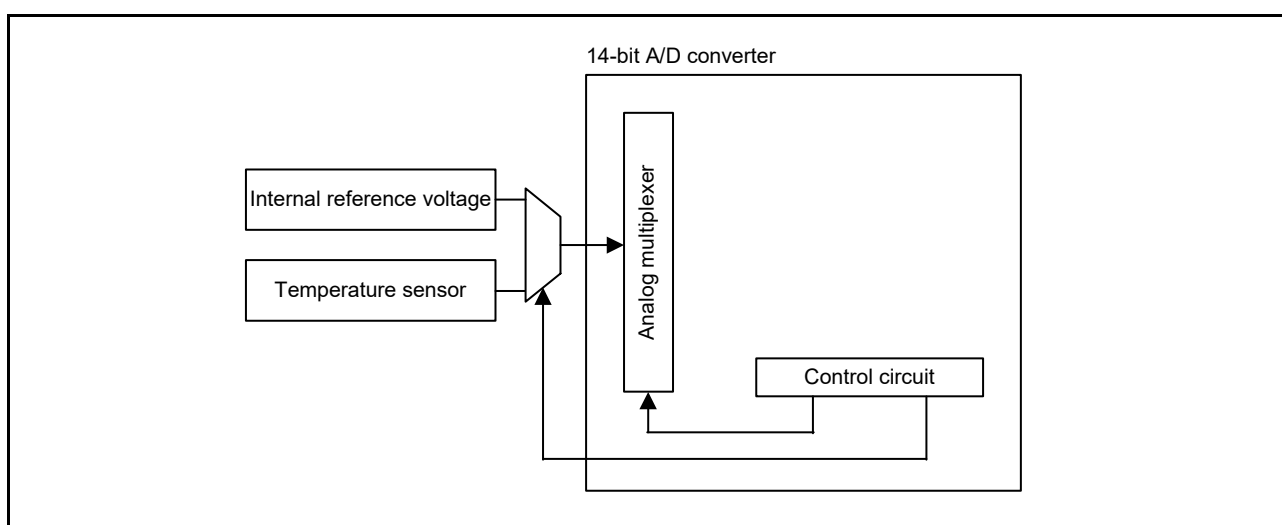 14-bit A/D converter
Internal reference voltage
Temperature sensor
Analog multiplexer
Control circuit